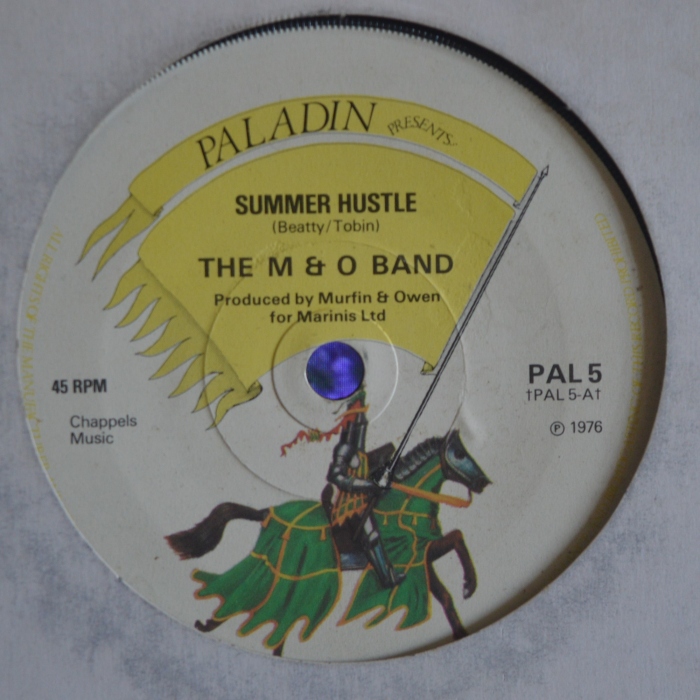 PALADIN PRESENTS:
SUMMER HUSTLE
(Beatty/Tobin)
THE M & O BAND
Produced by Murfin & Owen
for Marinis Ltd
45 RPM
Chappels
Music
PAL 5
†PAL 5-A†
℗ 1976